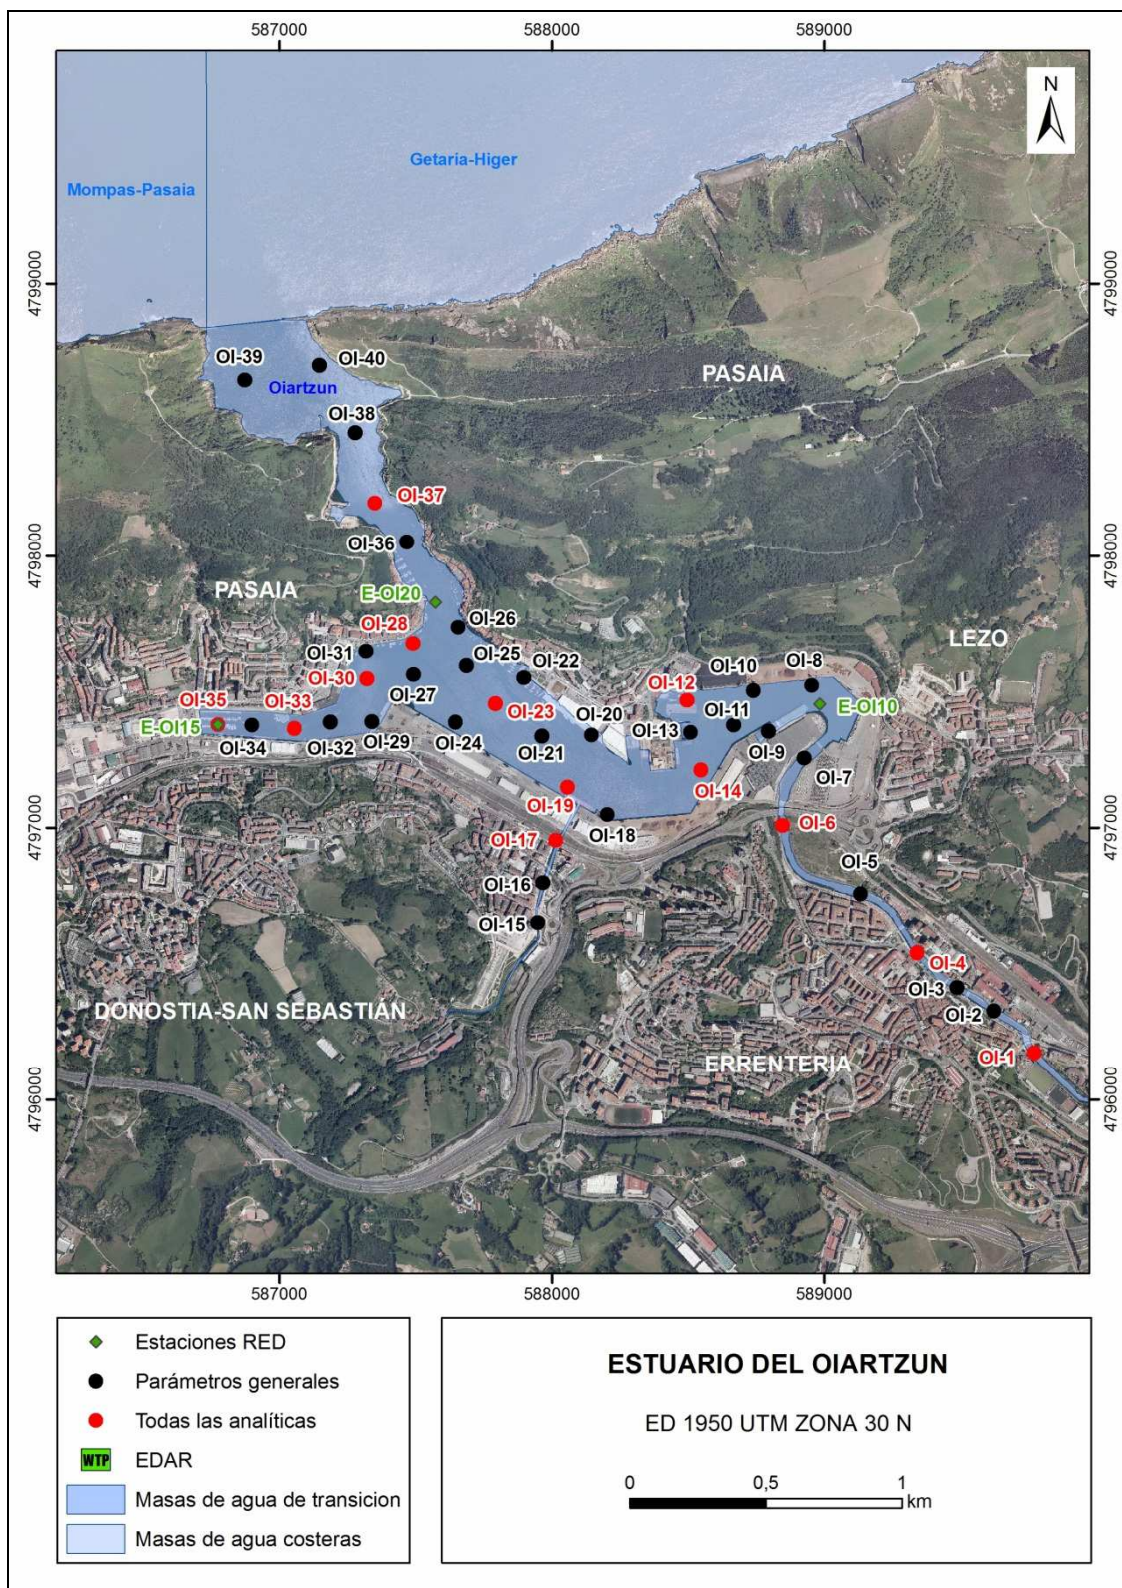 587000 588000 589000
N
Getaria-Higer
Mompas-Pasaia
4799000 4799000
OI-39 OI-40
PASAIA
Oiartzun
OI-38
OI-37
OI-36
4798000 4798000
PASAIA
E-OI20
OI-26
OI-28
LEZO
OI-31 OI-25 OI-22
OI-10 OI-8
OI-30
OI-35 OI-33 OI-27 OI-12
OI-23 OI-20 OI-11 E-OI10
E-OI15
OI-34 OI-32 OI-29 OI-24 OI-21 OI-13 OI-9
OI-7
OI-14
OI-19
4797000 4797000
OI-17 OI-18 OI-6
OI-5
OI-16
OI-15
OI-4
OI-3
DONOSTIA-SAN SEBASTIÁN
OI-2
ERRENTERIA OI-1
4796000 4796000
587000 588000 589000
Estaciones RED
Parámetros generales
Todas las analíticas
WTP EDAR
Masas de agua de transicion
Masas de agua costeras
ESTUARIO DEL OIARTZUN
ED 1950 UTM ZONA 30 N
0 0,5 1
km